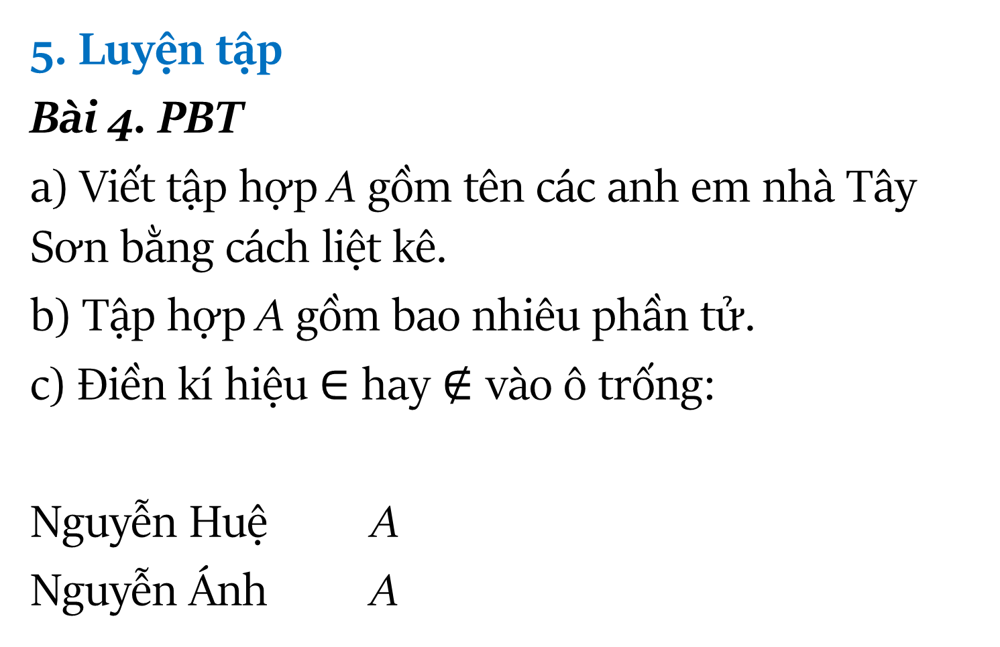 5. Luyện tập
Bài 4. PBT
a) Viết tập hợp A gồm tên các anh em nhà Tây
Sơn bằng cách liệt kê.
b) Tập hợp A gồm bao nhiêu phần tử.
c) Điền kí hiệu ∈ hay ∉ vào ô trống:
Nguyễn Huệ A
Nguyễn Ánh A